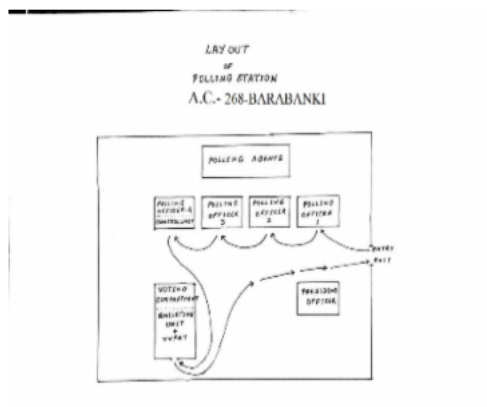 LAY OUT
OF
POLLING STATION
A.C.- 268-BARABANKI
POLLING AGENTS
POLLING
OFFICER-4
CONTROL UNIT
POLLING
OFFICER
3
POLLING
OFFICER
2
POLLING
OFFICER
1
ENTRY
EXIT
VOTING
COMPARTMENT
BALLOTING
UNIT
+
VVPAT
PRESIDING
OFFICER